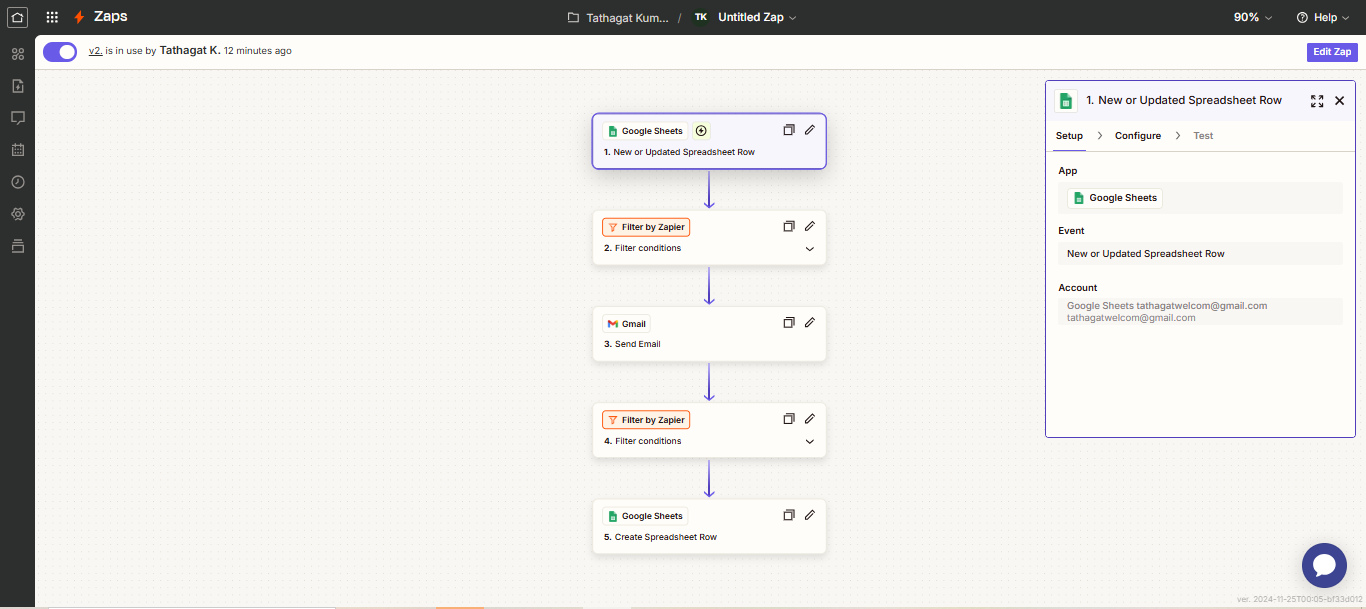 Zaps
Tathagat Kum... / TK Untitled Zap
90% Help
v2. is in use by Tathagat K. 12 minutes ago
Edit Zap
Google Sheets
1. New or Updated Spreadsheet Row
Filter by Zapier
2. Filter conditions
Gmail
3. Send Email
Filter by Zapier
4. Filter conditions
Google Sheets
5. Create Spreadsheet Row
1. New or Updated Spreadsheet Row
Setup Configure Test
App
Google Sheets
Event
New or Updated Spreadsheet Row
Account
Google Sheets tathagatwelcom@gmail.com
tathagatwelcom@gmail.com
ver. 2024-11-25T00:05-bf33d012